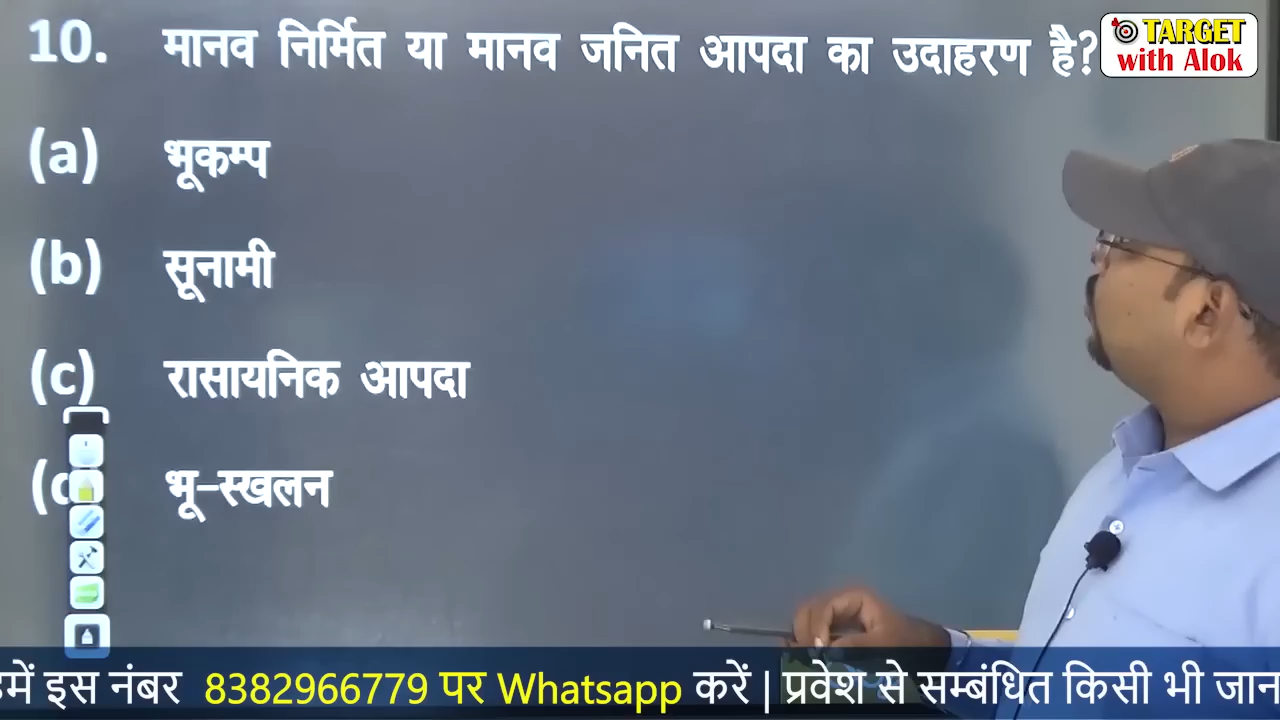 10. मानव निर्मित या मानव जनित आपदा का उदाहरण है?
TARGET
with Alok
(a) भूकम्प
(b) सूनामी
(c) रासायनिक आपदा
भू-स्खलन
इस नंबर 8382966779 पर Whatsapp करें | प्रवेश से सम्बंधित किसी भी